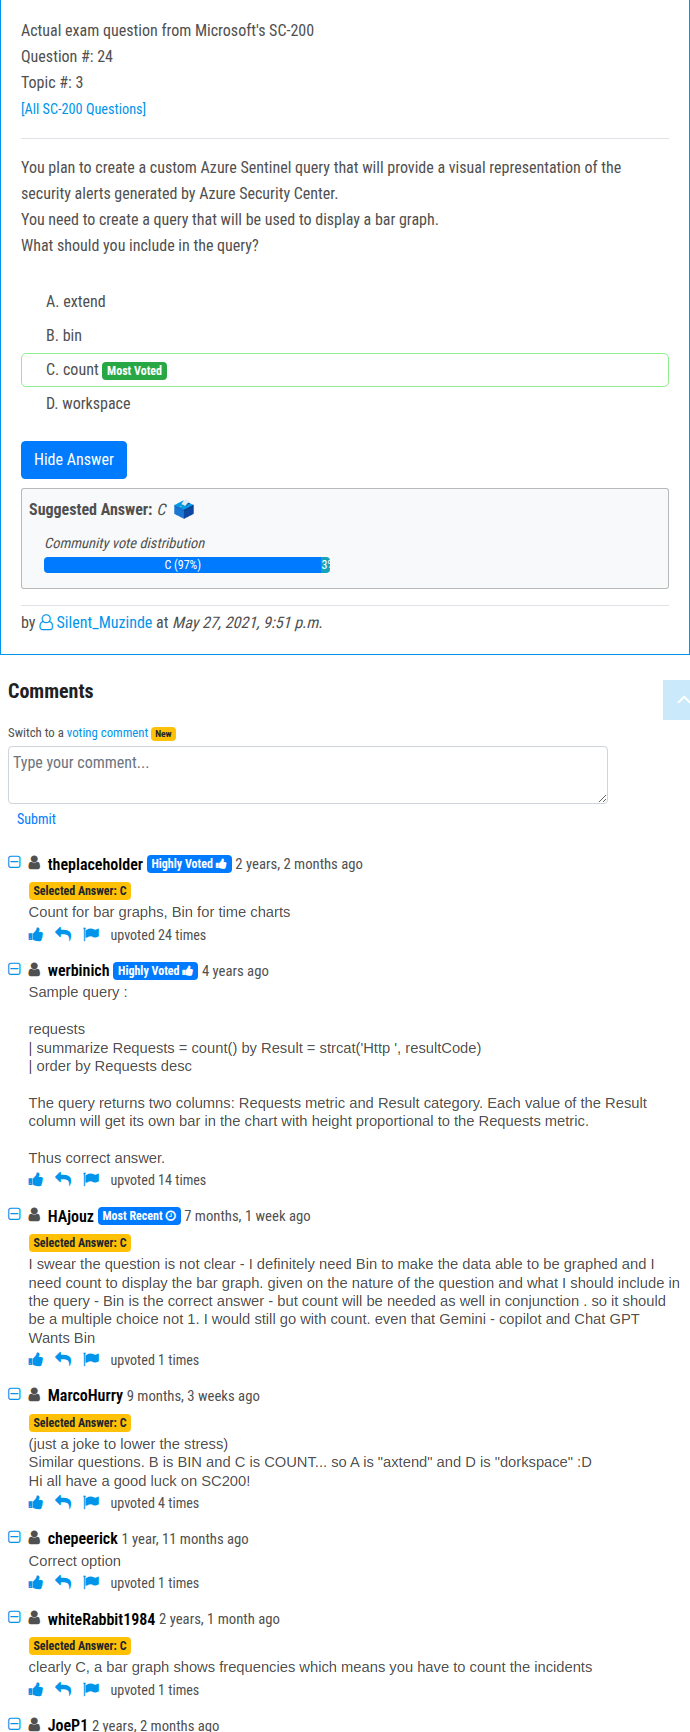 Actual exam question from Microsoft's SC-200
Question #: 24
Topic #: 3
[All SC-200 Questions]
You plan to create a custom Azure Sentinel query that will provide a visual representation of the
security alerts generated by Azure Security Center.
You need to create a query that will be used to display a bar graph.
What should you include in the query?
A. extend
B. bin
C. count Most Voted
D. workspace
Hide Answer
Suggested Answer: C
Community vote distribution
C (97%) 3%
by Silent_Muzinde at May 27, 2021, 9:51 p.m.
Comments
Switch to a voting comment New
Type your comment...
Submit
theplaceholder Highly Voted 2 years, 2 months ago
Selected Answer: C
Count for bar graphs, Bin for time charts
upvoted 24 times
werbinich Highly Voted 4 years ago
Sample query :
requests
| summarize Requests = count() by Result = strcat('Http ', resultCode)
| order by Requests desc
The query returns two columns: Requests metric and Result category. Each value of the Result
column will get its own bar in the chart with height proportional to the Requests metric.
Thus correct answer.
upvoted 14 times
HAjouz Most Recent 7 months, 1 week ago
Selected Answer: C
I swear the question is not clear - I definitely need Bin to make the data able to be graphed and I
need count to display the bar graph. given on the nature of the question and what I should include in
the query - Bin is the correct answer - but count will be needed as well in conjunction . so it should
be a multiple choice not 1. I would still go with count. even that Gemini - copilot and Chat GPT
Wants Bin
upvoted 1 times
MarcoHurry 9 months, 3 weeks ago
Selected Answer: C
(just a joke to lower the stress)
Similar questions. B is BIN and C is COUNT... so A is "axtend" and D is "dorkspace" :D
Hi all have a good luck on SC200!
upvoted 4 times
chepeerick 1 year, 11 months ago
Correct option
upvoted 1 times
whiteRabbit1984 2 years, 1 month ago
Selected Answer: C
clearly C, a bar graph shows frequencies which means you have to count the incidents
upvoted 1 times
JoeP1 2 years, 2 months ago